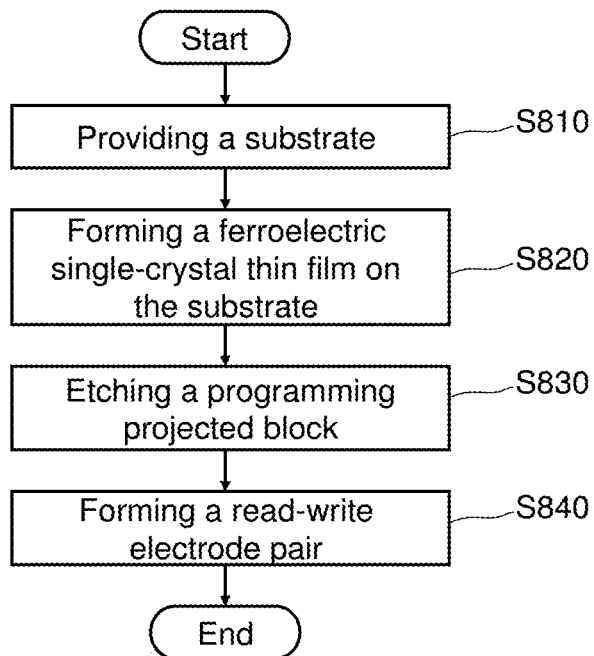 Start
Providing a substrate
S810
Forming a ferroelectric
single-crystal thin film on
the substrate
S820
Etching a programming
projected block
S830
Forming a read-write
electrode pair
S840
End